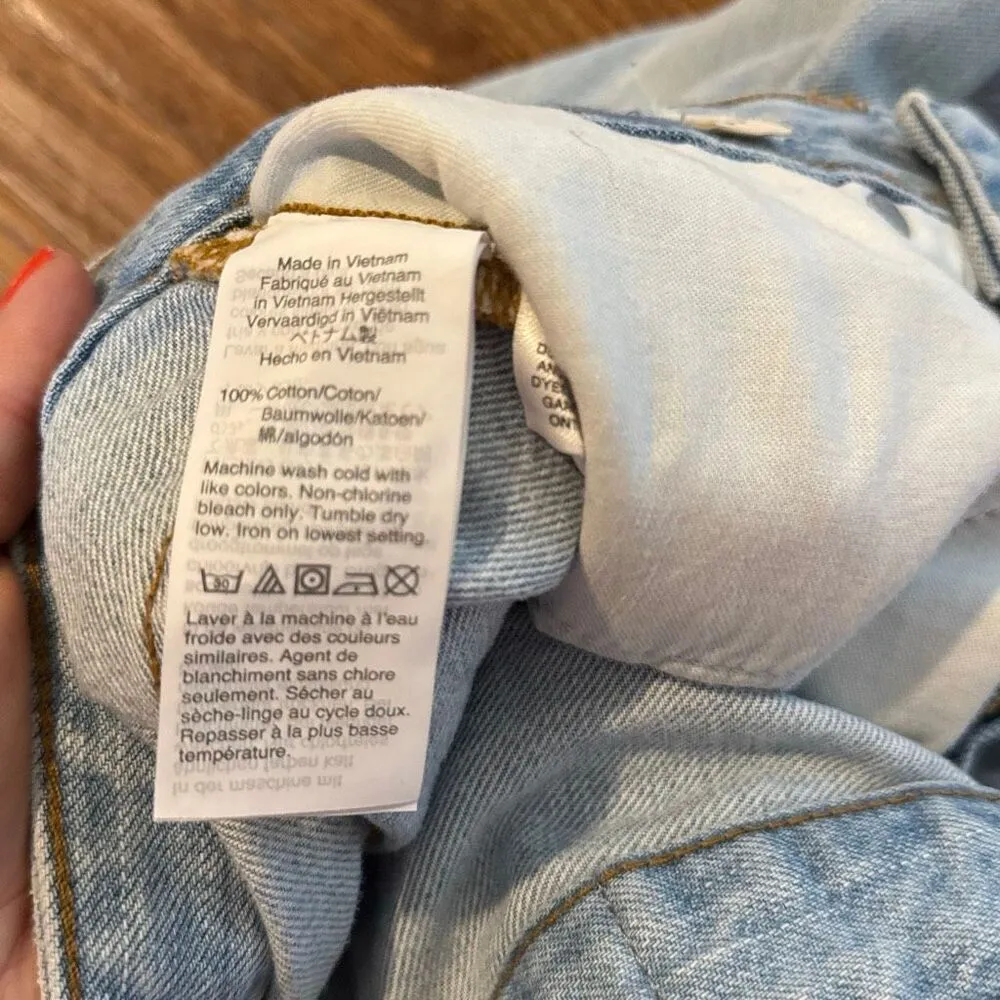 Made in Vietnam
Fabriqué au Vietnam
in Vietnam Hergestellt
Vervaardigd in Viëtnam
ベトナム製
Hecho en Vietnam
100% Cotton/Coton/
Baumwolle/Katoen/
綿/algodón
Machine wash cold with
like colors. Non-chlorine
bleach only. Tumble dry
low. Iron on lowest setting.
30
Laver à la machine à l'eau
froide avec des couleurs
similaires. Agent de
blanchiment sans chlore
seulement. Sécher au
sèche-linge au cycle doux.
Repasser à la plus basse
température.